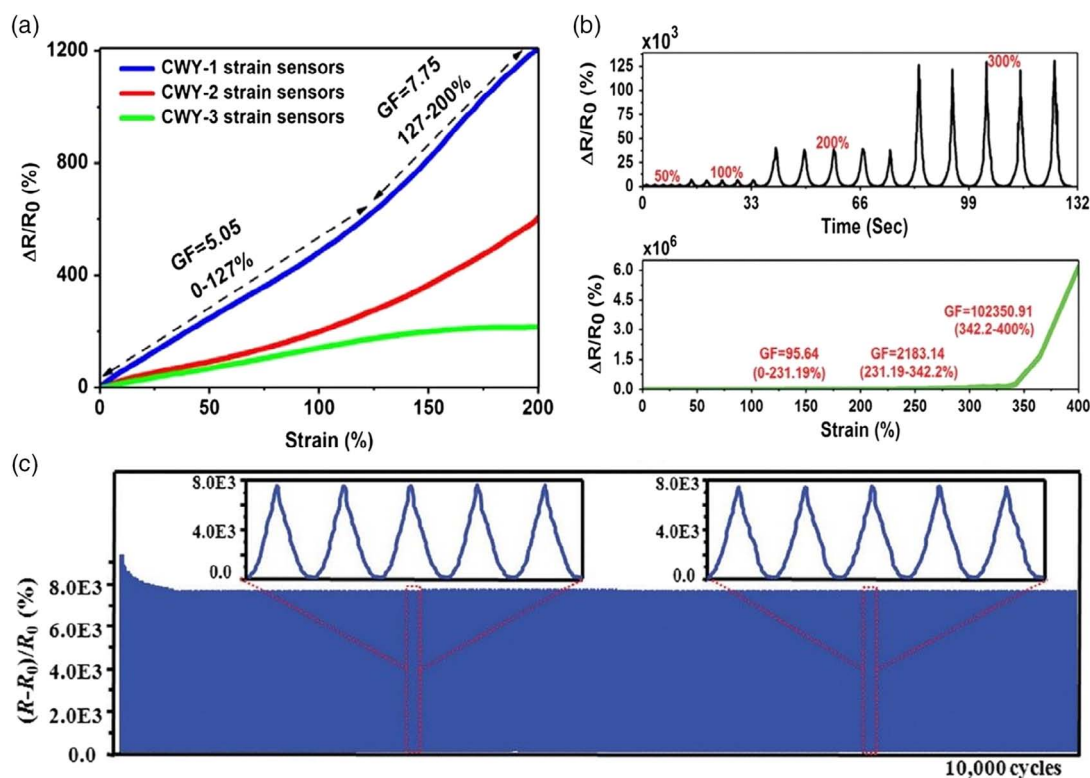 (a)
1200
800
400
0
ΔR/R0 (%)
CWY-1 strain sensors
CWY-2 strain sensors
CWY-3 strain sensors
GF=5.05
0-127%
GF=7.75
127-200%
0 50 100 150 200
Strain (%)
(b)
x10³
125
100
75
50
25
0
ΔR/R0 (%)
50%
100%
200%
300%
0 33 66 99 132
Time (Sec)
x10⁶
6.0
4.5
3.0
1.5
0.0
ΔR/R0 (%)
GF=95.64
(0-231.19%)
GF=2183.14
(231.19-342.2%)
GF=102350.91
(342.2-400%)
0 50 100 150 200 250 300 350 400
Strain (%)
(c)
(R-R0)/R0 (%)
8.0E3
6.0E3
4.0E3
2.0E3
0.0
8.0E3
4.0E3
0.0
8.0E3
4.0E3
0.0
10,000 cycles